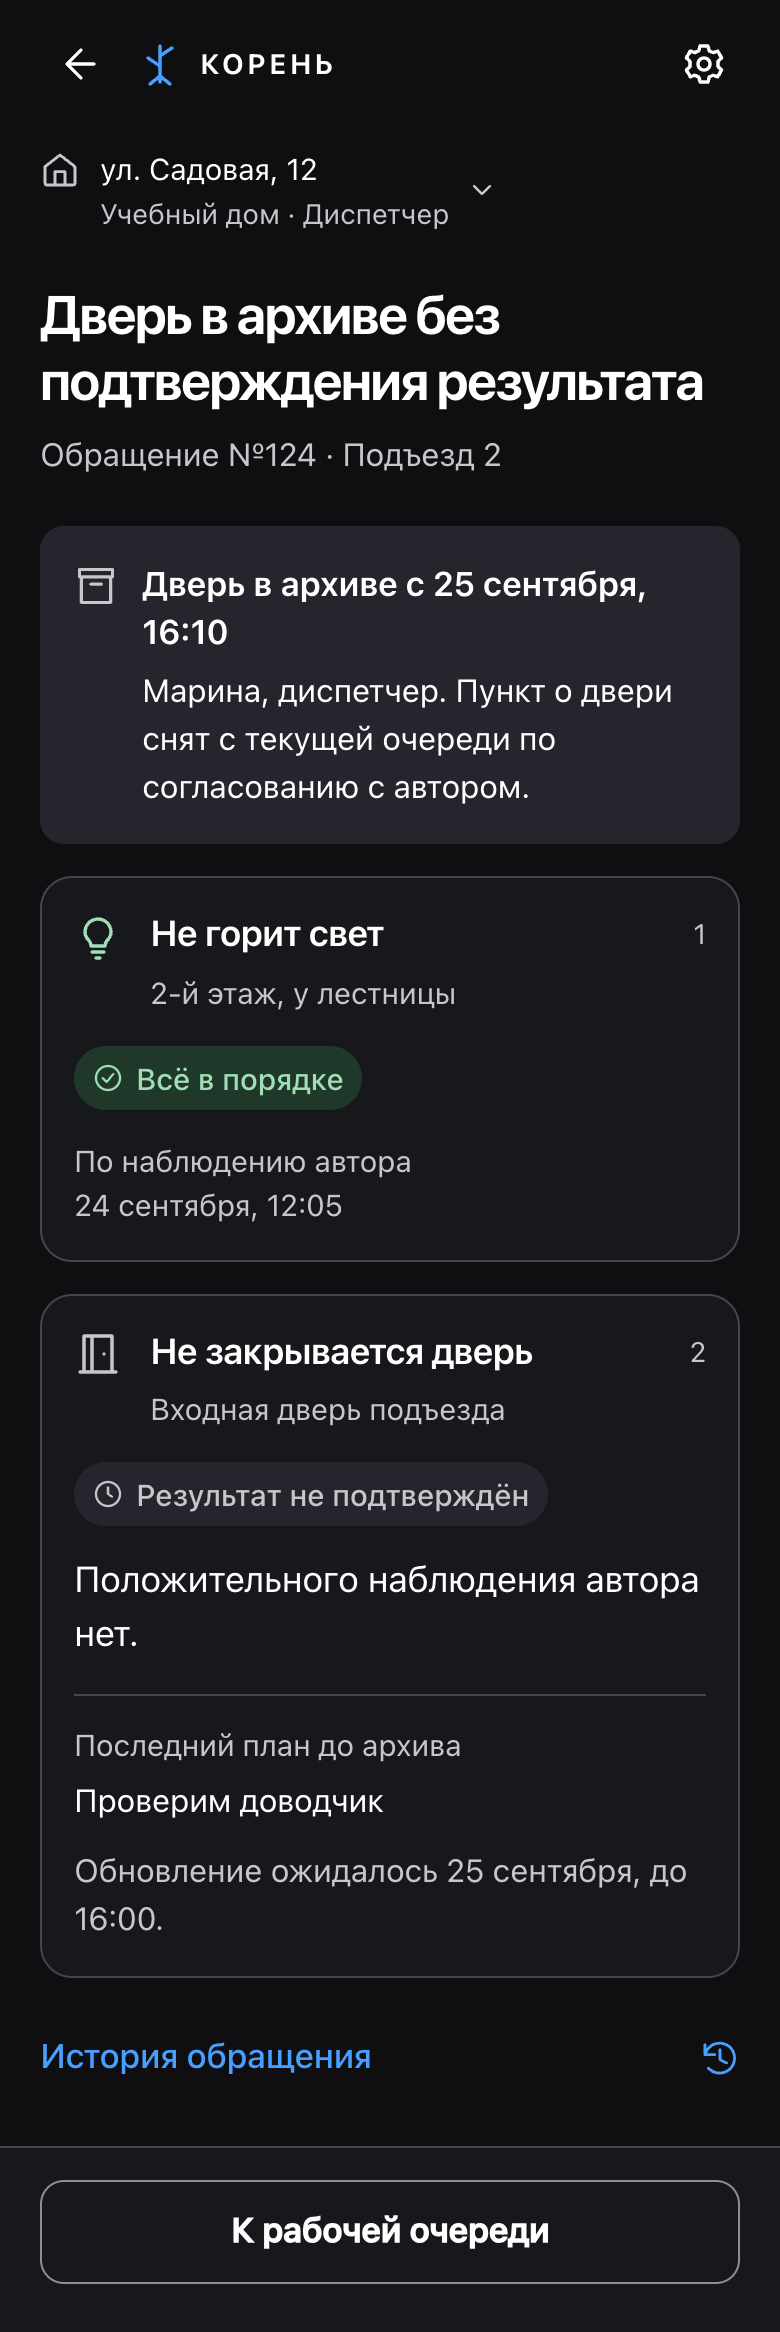 КОРЕНЬ
ул. Садовая, 12
Учебный дом · Диспетчер
Дверь в архиве без
подтверждения результата
Обращение №124 · Подъезд 2
Дверь в архиве с 25 сентября,
16:10
Марина, диспетчер. Пункт о двери
снят с текущей очереди по
согласованию с автором.
Не горит свет 1
2-й этаж, у лестницы
Всё в порядке
По наблюдению автора
24 сентября, 12:05
Не закрывается дверь 2
Входная дверь подъезда
Результат не подтверждён
Положительного наблюдения автора
нет.
Последний план до архива
Проверим доводчик
Обновление ожидалось 25 сентября, до
16:00.
История обращения
К рабочей очереди